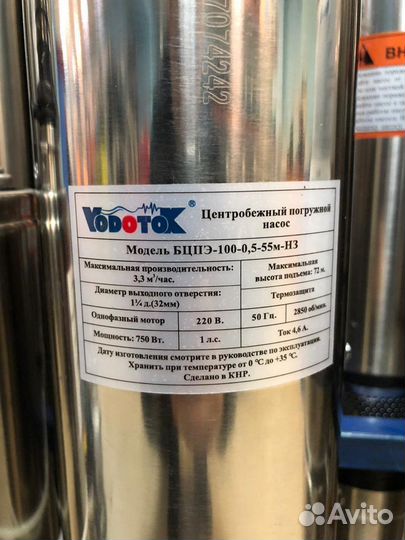 70774242
ВН
VODOTOK
Центробежный погружной
насос
Модель БЦПЭ-100-0,5-55м-НЗ
Максимальная производительность:
3,3 м³/час.
Максимальная
высота подъема: 72 м.
Диаметр выходного отверстия:
1¼ д.(32мм)
Термозащита
Однофазный мотор
220 В.
50 Гц.
2850 об/мин.
Мощность: 750 Вт.
1 л.с.
Ток 4,6 А.
Дату изготовления смотрите в руководстве по эксплуатации.
Хранить при температуре от 0 °C до +35 °C.
Сделано в КНР.
Avito